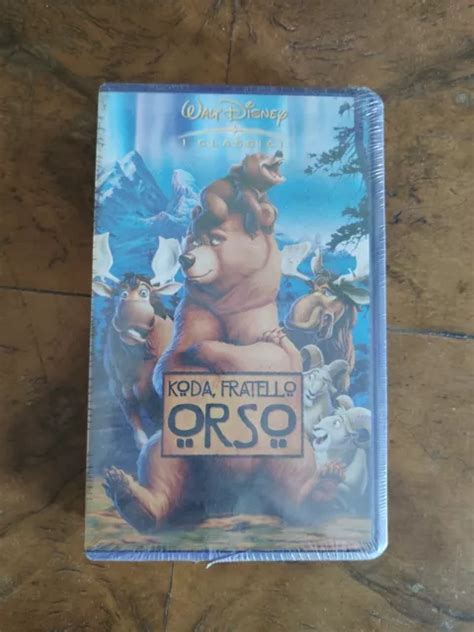 WALT DISNEY
I CLASSICI
KODA, FRATELLO
ORSO